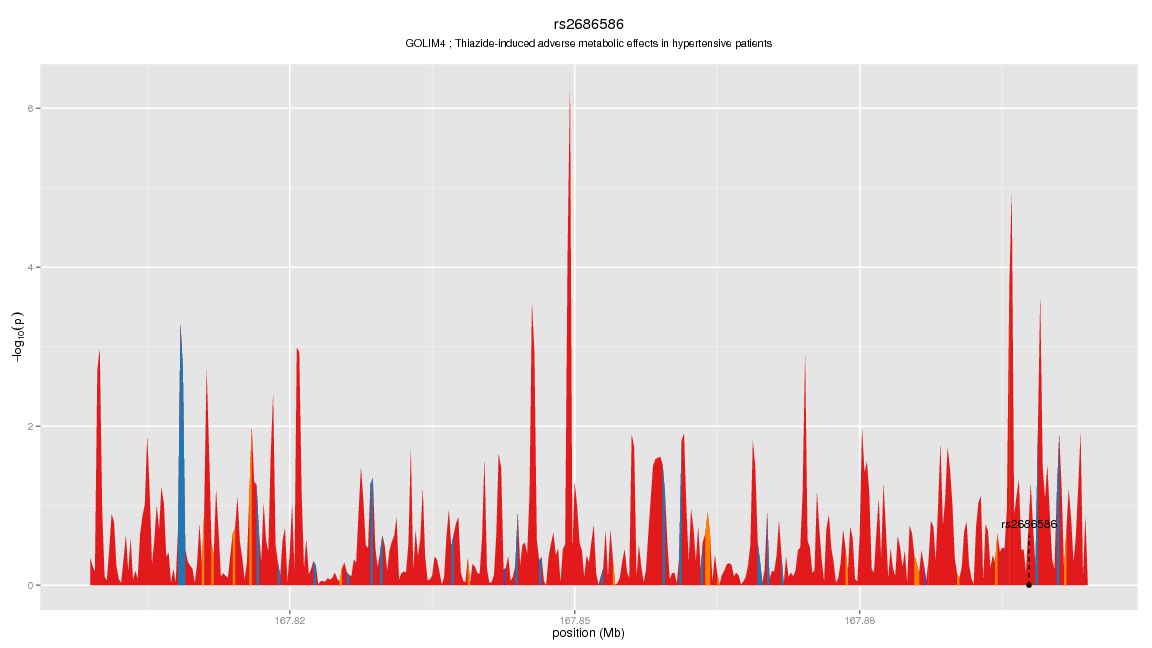 rs2686586
GOLIM4 ; Thiazide-induced adverse metabolic effects in hypertensive patients
−log10(p)
6
4
2
0
rs2686586
167.82
167.85
167.88
position (Mb)